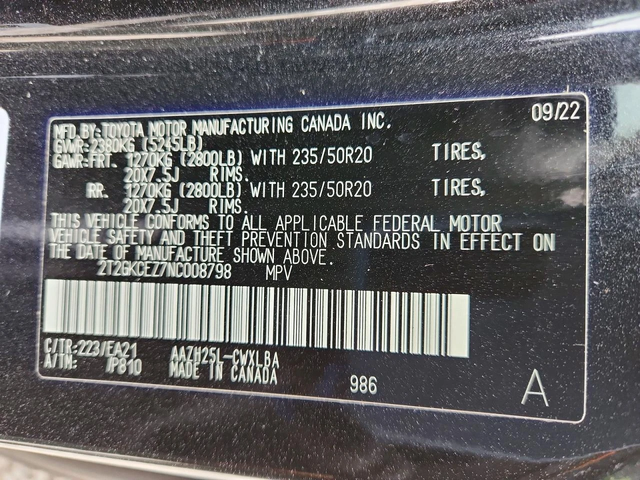 MFD.BY:TOYOTA MOTOR MANUFACTURING CANADA INC. 09/22
GVWR:2380KG (5245LB)
GAWR:FRT. 1270KG (2800LB) WITH 235/50R20 TIRES,
20X7.5J RIMS.
RR. 1270KG (2800LB) WITH 235/50R20 TIRES,
20X7.5J RIMS.
THIS VEHICLE CONFORMS TO ALL APPLICABLE FEDERAL MOTOR
VEHICLE SAFETY AND THEFT PREVENTION STANDARDS IN EFFECT ON
THE DATE OF MANUFACTURE SHOWN ABOVE.
2T2GKCEZ7NC008798 MPV
C/TR:223/EA21 AAZH25L-CWXLBA
A/TM: /P810 MADE IN CANADA 986 A